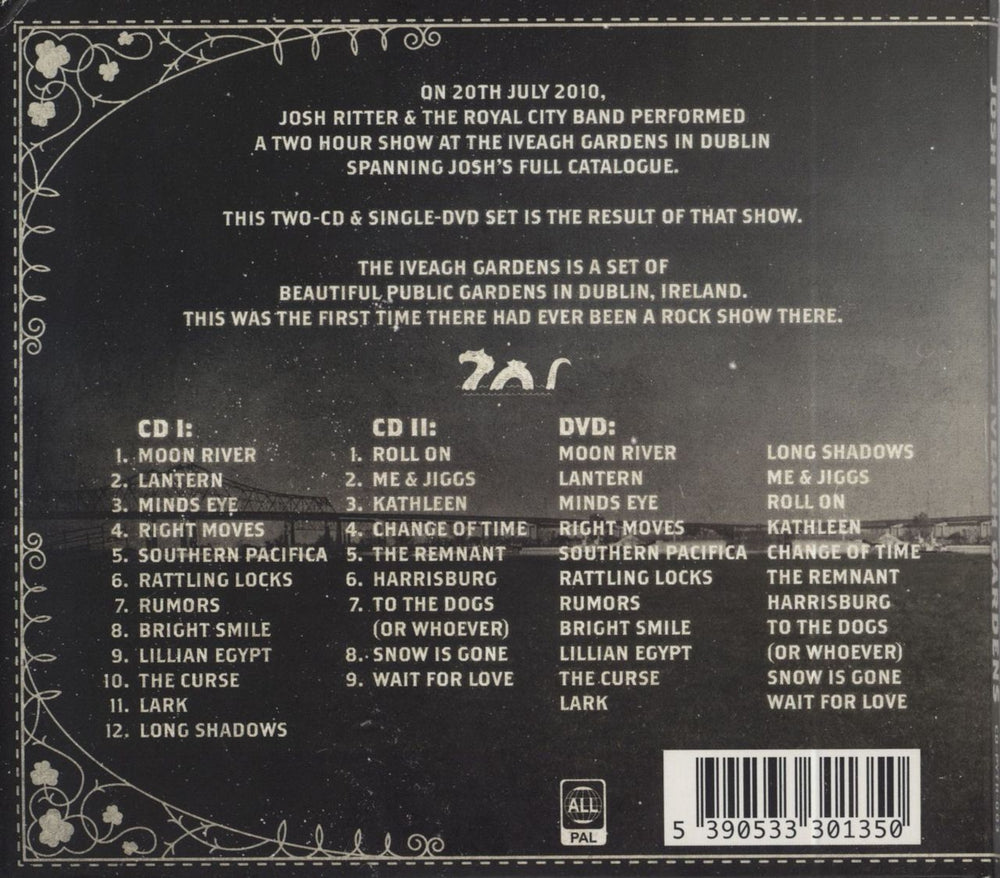 ON 20TH JULY 2010,
JOSH RITTER & THE ROYAL CITY BAND PERFORMED
A TWO HOUR SHOW AT THE IVEAGH GARDENS IN DUBLIN
SPANNING JOSH'S FULL CATALOGUE.
THIS TWO-CD & SINGLE-DVD SET IS THE RESULT OF THAT SHOW.
THE IVEAGH GARDENS IS A SET OF
BEAUTIFUL PUBLIC GARDENS IN DUBLIN, IRELAND.
THIS WAS THE FIRST TIME THERE HAD EVER BEEN A ROCK SHOW THERE.
CD I:
1. MOON RIVER
2. LANTERN
3. MINDS EYE
4. RIGHT MOVES
5. SOUTHERN PACIFICA
6. RATTLING LOCKS
7. RUMORS
8. BRIGHT SMILE
9. LILLIAN EGYPT
10. THE CURSE
11. LARK
12. LONG SHADOWS
CD II:
1. ROLL ON
2. ME & JIGGS
3. KATHLEEN
4. CHANGE OF TIME
5. THE REMNANT
6. HARRISBURG
7. TO THE DOGS
(OR WHOEVER)
8. SNOW IS GONE
9. WAIT FOR LOVE
DVD:
MOON RIVER
LANTERN
MINDS EYE
RIGHT MOVES
SOUTHERN PACIFICA
RATTLING LOCKS
RUMORS
BRIGHT SMILE
LILLIAN EGYPT
THE CURSE
LARK
LONG SHADOWS
ME & JIGGS
ROLL ON
KATHLEEN
CHANGE OF TIME
THE REMNANT
HARRISBURG
TO THE DOGS
(OR WHOEVER)
SNOW IS GONE
WAIT FOR LOVE
ALL
PAL
5 390533 301350
JOSH RITTER